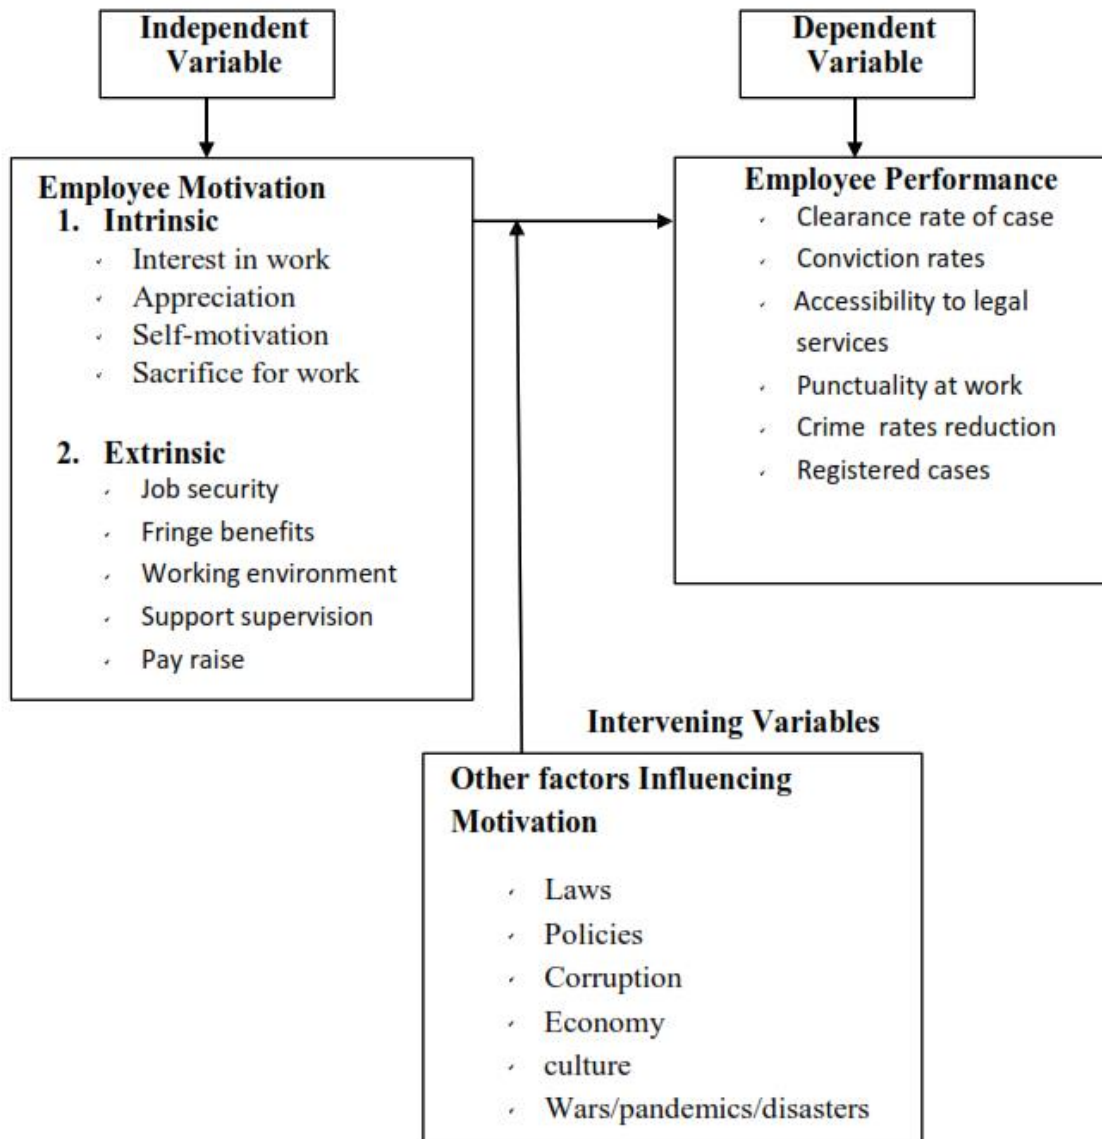 Independent
Variable
Dependent
Variable
Employee Motivation
1. Intrinsic
Interest in work
Appreciation
Self-motivation
Sacrifice for work
2. Extrinsic
Job security
Fringe benefits
Working environment
Support supervision
Pay raise
Employee Performance
Clearance rate of case
Conviction rates
Accessibility to legal
services
Punctuality at work
Crime rates reduction
Registered cases
Intervening Variables
Other factors Influencing
Motivation
Laws
Policies
Corruption
Economy
culture
Wars/pandemics/disasters